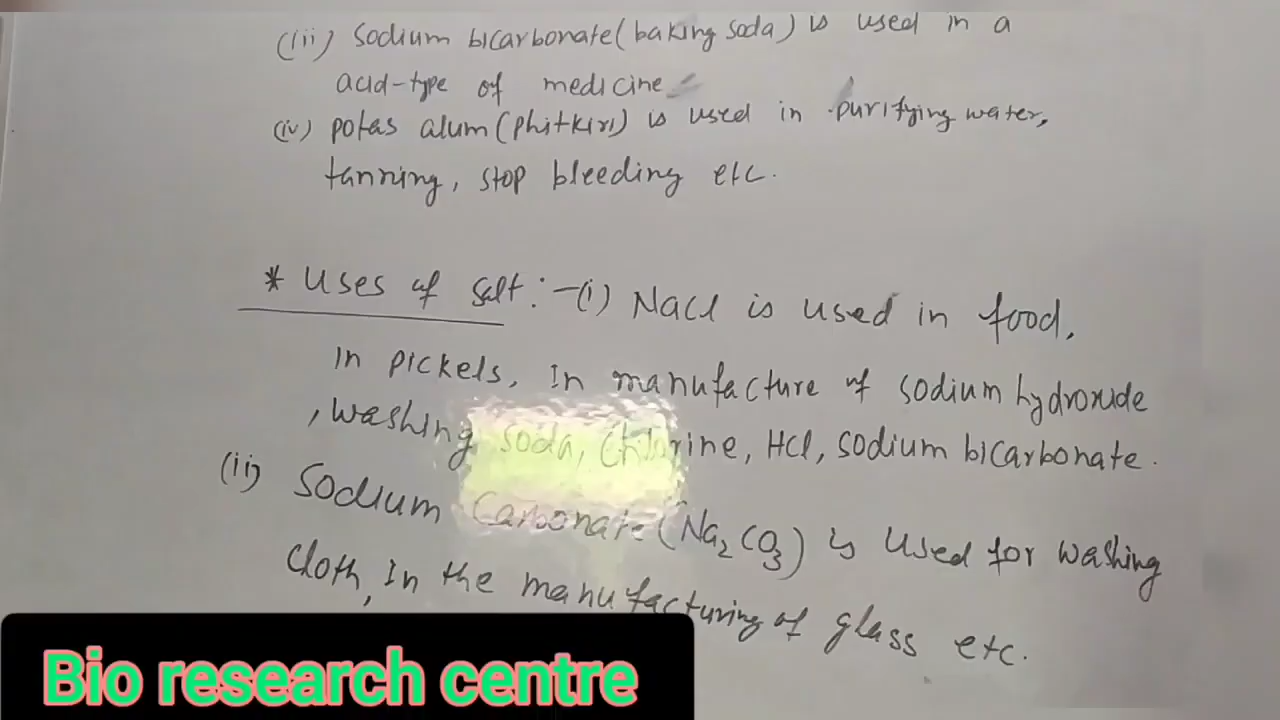 (iii) Sodium bicarbonate(baking soda) is used in a
acid-type of medicine
(iv) potas alum(phitkiri) is used in purifying water,
tanning, stop bleeding etc.
* Uses of Salt:-(i) NaCl is used in food,
In pickels, In manufacture of sodium hydroxide
, washing soda, Chlorine, HCl, sodium bicarbonate.
(ii) Sodium Carbonate (Na₂CO₃) is used for washing
cloth, In the manufacturing of glass etc.
Bio research centre